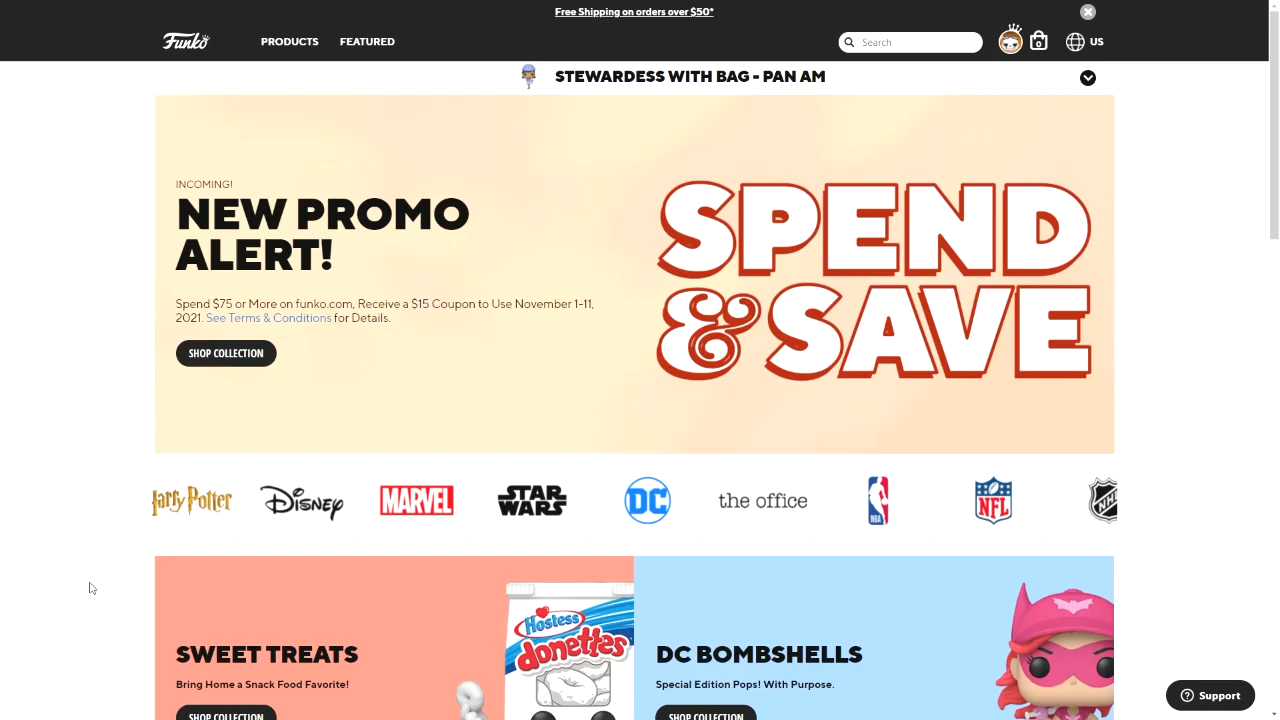 Free Shipping on orders over $50*
Funko
PRODUCTS
FEATURED
Search
0
US
STEWARDESS WITH BAG - PAN AM
INCOMING!
NEW PROMO
ALERT!
Spend $75 or More on funko.com, Receive a $15 Coupon to Use November 1-11,
2021. See Terms & Conditions for Details.
SHOP COLLECTION
SPEND
& SAVE
Harry Potter
Disney
MARVEL
STAR
WARS
DC
the office
NBA
NFL
NHL
SWEET TREATS
Bring Home a Snack Food Favorite!
SHOP COLLECTION
Hostess
donettes
DC BOMBSHELLS
Special Edition Pops! With Purpose.
SHOP COLLECTION
Support